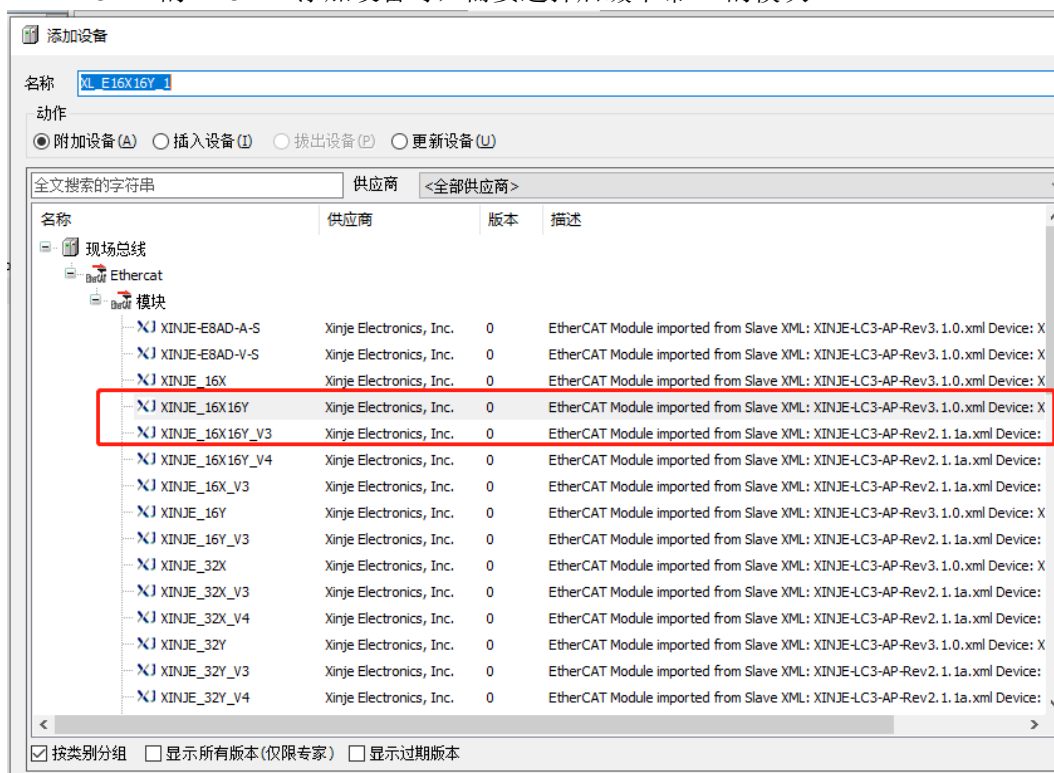 添加设备
名称 XL_E16X16Y_1
动作
附加设备(A) 插入设备(I) 拔出设备(P) 更新设备(U)
全文搜索的字符串 供应商 <全部供应商>
名称 供应商 版本 描述
现场总线
Ethercat
模块
XINJE-E8AD-A-S Xinje Electronics, Inc. 0 EtherCAT Module imported from Slave XML: XINJE-LC3-AP-Rev3.1.0.xml Device: X
XINJE-E8AD-V-S Xinje Electronics, Inc. 0 EtherCAT Module imported from Slave XML: XINJE-LC3-AP-Rev3.1.0.xml Device: X
XINJE_16X Xinje Electronics, Inc. 0 EtherCAT Module imported from Slave XML: XINJE-LC3-AP-Rev3.1.0.xml Device: X
XINJE_16X16Y Xinje Electronics, Inc. 0 EtherCAT Module imported from Slave XML: XINJE-LC3-AP-Rev3.1.0.xml Device: X
XINJE_16X16Y_V3 Xinje Electronics, Inc. 0 EtherCAT Module imported from Slave XML: XINJE-LC3-AP-Rev2.1.1a.xml Device:
XINJE_16X16Y_V4 Xinje Electronics, Inc. 0 EtherCAT Module imported from Slave XML: XINJE-LC3-AP-Rev2.1.1a.xml Device:
XINJE_16X_V3 Xinje Electronics, Inc. 0 EtherCAT Module imported from Slave XML: XINJE-LC3-AP-Rev2.1.1a.xml Device:
XINJE_16Y Xinje Electronics, Inc. 0 EtherCAT Module imported from Slave XML: XINJE-LC3-AP-Rev3.1.0.xml Device: X
XINJE_16Y_V3 Xinje Electronics, Inc. 0 EtherCAT Module imported from Slave XML: XINJE-LC3-AP-Rev2.1.1a.xml Device:
XINJE_32X Xinje Electronics, Inc. 0 EtherCAT Module imported from Slave XML: XINJE-LC3-AP-Rev3.1.0.xml Device: X
XINJE_32X_V3 Xinje Electronics, Inc. 0 EtherCAT Module imported from Slave XML: XINJE-LC3-AP-Rev2.1.1a.xml Device:
XINJE_32X_V4 Xinje Electronics, Inc. 0 EtherCAT Module imported from Slave XML: XINJE-LC3-AP-Rev2.1.1a.xml Device:
XINJE_32Y Xinje Electronics, Inc. 0 EtherCAT Module imported from Slave XML: XINJE-LC3-AP-Rev3.1.0.xml Device: X
XINJE_32Y_V3 Xinje Electronics, Inc. 0 EtherCAT Module imported from Slave XML: XINJE-LC3-AP-Rev2.1.1a.xml Device:
XINJE_32Y_V4 Xinje Electronics, Inc. 0 EtherCAT Module imported from Slave XML: XINJE-LC3-AP-Rev2.1.1a.xml Device:
按类别分组 显示所有版本(仅限专家) 显示过期版本